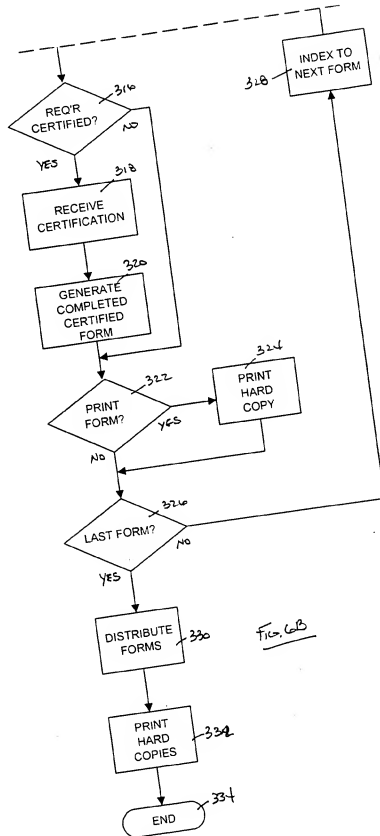 INDEX TO
NEXT FORM
328
REQ'R
CERTIFIED?
316
NO
YES
318
RECEIVE
CERTIFICATION
320
GENERATE
COMPLETED
CERTIFIED
FORM
324
PRINT
HARD
COPY
322
PRINT
FORM?
YES
NO
326
LAST FORM?
NO
YES
DISTRIBUTE
FORMS
330
FIG. 6B
PRINT
HARD
COPIES
332
END
334